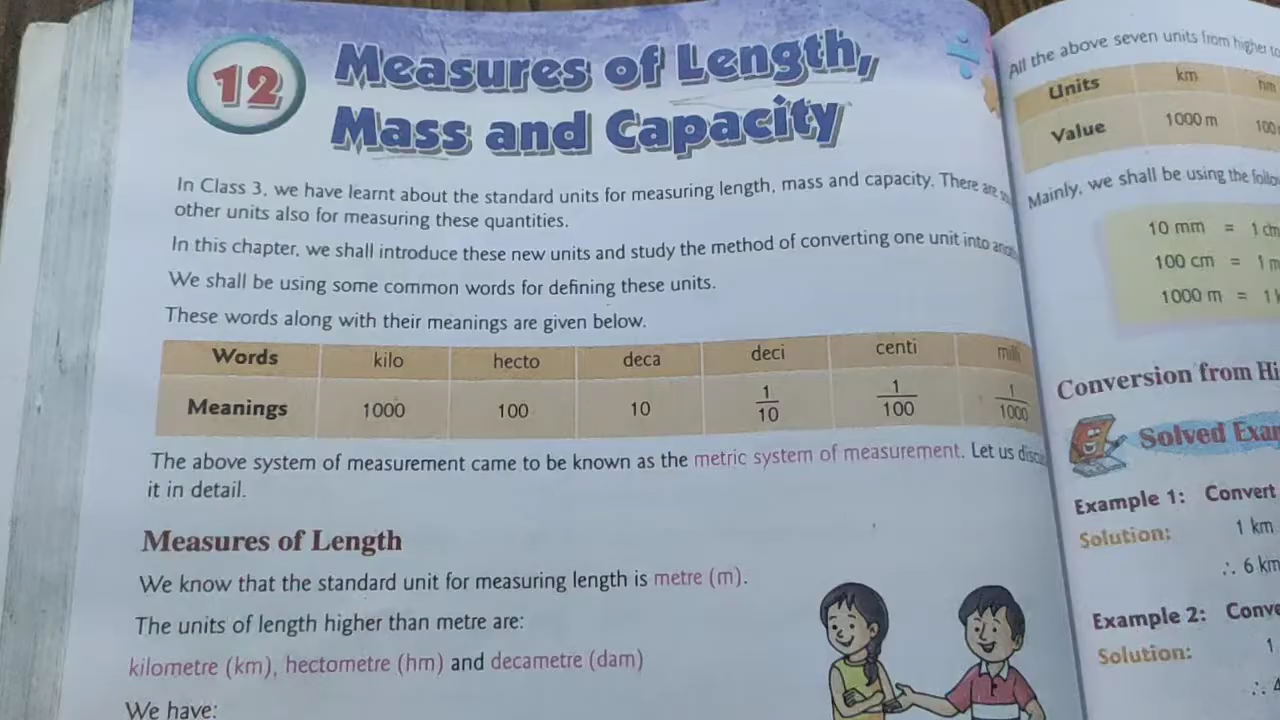 12
Measures of Length,
Mass and Capacity
In Class 3, we have learnt about the standard units for measuring length, mass and capacity. There are
other units also for measuring these quantities.
In this chapter, we shall introduce these new units and study the method of converting one unit into
We shall be using some common words for defining these units.
These words along with their meanings are given below.
Words kilo hecto deca deci centi milli
Meanings 1000 100 10 1/10 1/100 1/1000
The above system of measurement came to be known as the metric system of measurement. Let us
it in detail.
Measures of Length
We know that the standard unit for measuring length is metre (m).
The units of length higher than metre are:
kilometre (km), hectometre (hm) and decametre (dam)
We have:
All the above seven units from higher
Units km hm
Value 1000 m 100
Mainly, we shall be using the
10 mm = 1 cm
100 cm = 1 m
1000 m = 1
Conversion from
Solved
Example 1: Convert
Solution: 1 km
∴ 6 km
Example 2:
Solution: 1
∴ 4